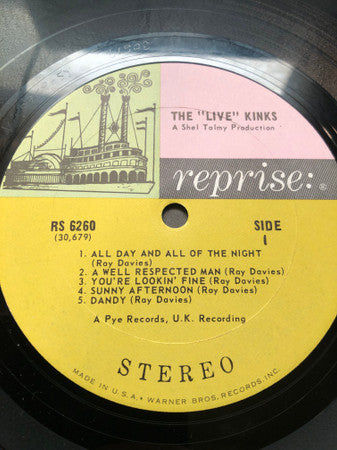 THE "LIVE" KINKS
A Shel Talmy Production
reprise:®
RS 6260
(30,679)
SIDE
1
1. ALL DAY AND ALL OF THE NIGHT
(Ray Davies)
2. A WELL RESPECTED MAN (Ray Davies)
3. YOU'RE LOOKIN' FINE (Ray Davies)
4. SUNNY AFTERNOON (Ray Davies)
5. DANDY (Ray Davies)
A Pye Records, U.K. Recording
STEREO
MADE IN U.S.A. • WARNER BROS. RECORDS, INC.